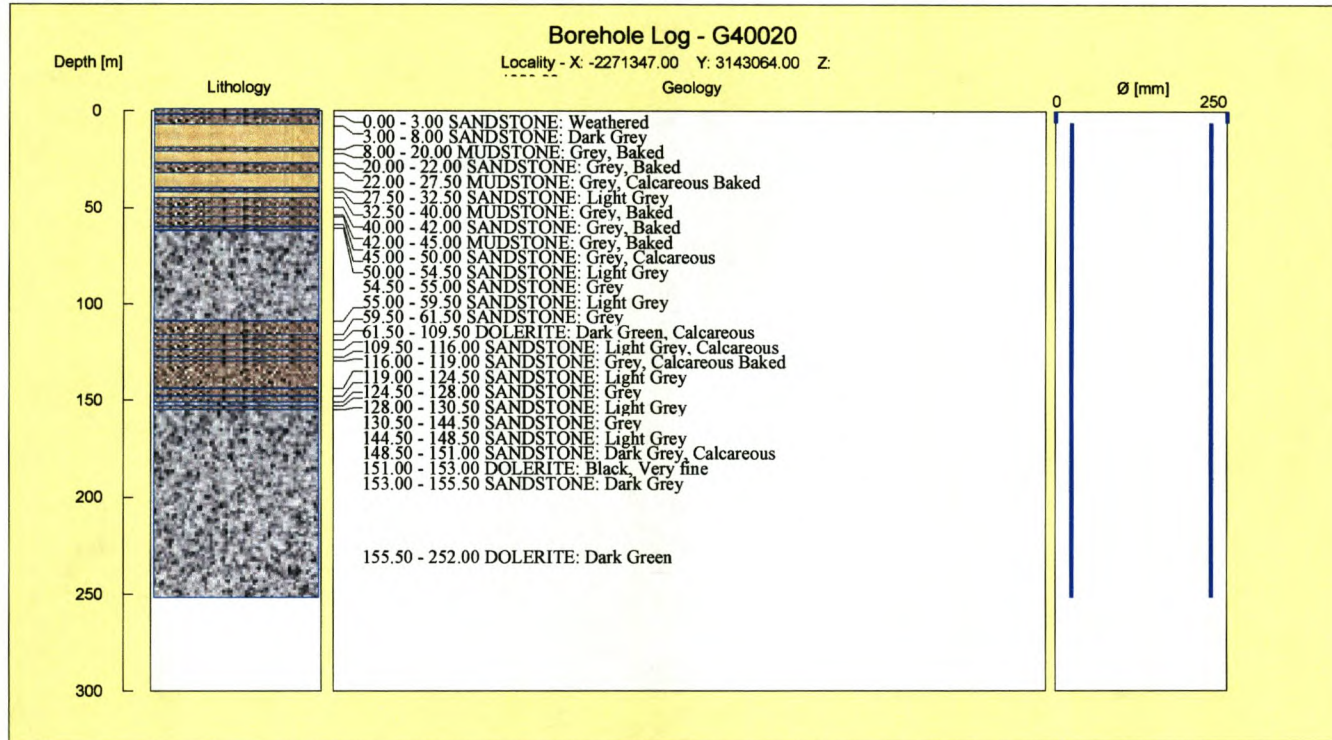 Borehole Log - G40020
Depth [m]
Locality - X: -2271347.00 Y: 3143064.00 Z:
Lithology
Geology
Ø [mm]
0
250
0
50
100
150
200
250
300
0.00 - 3.00 SANDSTONE: Weathered
3.00 - 8.00 SANDSTONE: Dark Grey
8.00 - 20.00 MUDSTONE: Grey, Baked
20.00 - 22.00 SANDSTONE: Grey, Baked
22.00 - 27.50 MUDSTONE: Grey, Calcareous Baked
27.50 - 32.50 SANDSTONE: Light Grey
32.50 - 40.00 MUDSTONE: Grey, Baked
40.00 - 42.00 SANDSTONE: Grey, Baked
42.00 - 45.00 MUDSTONE: Grey, Baked
45.00 - 50.00 SANDSTONE: Grey, Calcareous
50.00 - 54.50 SANDSTONE: Light Grey
54.50 - 55.00 SANDSTONE: Grey
55.00 - 59.50 SANDSTONE: Light Grey
59.50 - 61.50 SANDSTONE: Grey
61.50 - 109.50 DOLERITE: Dark Green, Calcareous
109.50 - 116.00 SANDSTONE: Light Grey, Calcareous
116.00 - 119.00 SANDSTONE: Grey, Calcareous Baked
119.00 - 124.50 SANDSTONE: Light Grey
124.50 - 128.00 SANDSTONE: Grey
128.00 - 130.50 SANDSTONE: Light Grey
130.50 - 144.50 SANDSTONE: Grey
144.50 - 148.50 SANDSTONE: Light Grey
148.50 - 151.00 SANDSTONE: Dark Grey, Calcareous
151.00 - 153.00 DOLERITE: Black, Very fine
153.00 - 155.50 SANDSTONE: Dark Grey
155.50 - 252.00 DOLERITE: Dark Green